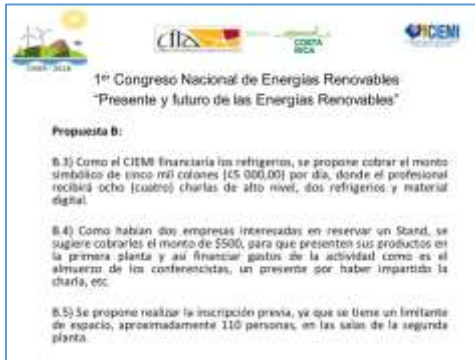 CNER - 2016
cfia
COSTA
RICA
CIEMI
1er Congreso Nacional de Energías Renovables
"Presente y futuro de las Energías Renovables"
Propuesta B:
B.3) Como el CIEMI financiaría los refrigerios, se propone cobrar el monto
simbólico de cinco mil colones (₡5 000,00) por día, donde el profesional
recibirá ocho (cuatro) charlas de alto nivel, dos refrigerios y material
digital.
B.4) Como habían dos empresas interesadas en reservar un Stand, se
sugiere cobrarles el monto de $500, para que presenten sus productos en
la primera planta y así financiar gastos de la actividad como es el
almuerzo de los conferencistas, un presente por haber impartido la
charla, etc.
B.5) Se propone realizar la inscripción previa, ya que se tiene un limitante
de espacio, aproximadamente 110 personas, en las salas de la segunda
planta.